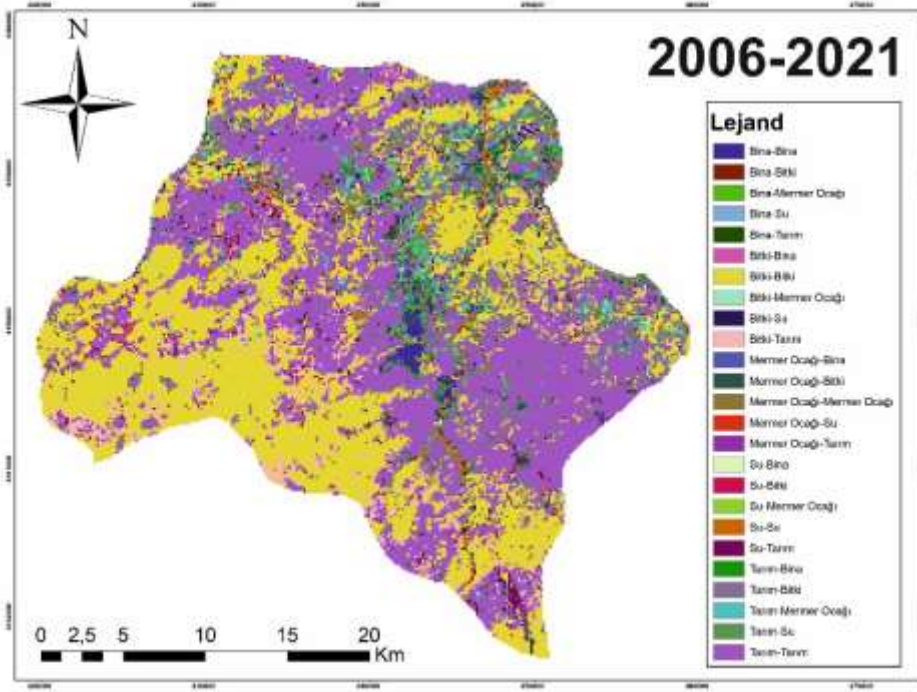 N
2006-2021
Lejand
Bina-Bina
Bina-Bitki
Bina-Mermer Ocağı
Bina-Su
Bina-Tarım
Bitki-Bina
Bitki-Bitki
Bitki-Mermer Ocağı
Bitki-Su
Bitki-Tarım
Mermer Ocağı-Bina
Mermer Ocağı-Bitki
Mermer Ocağı-Mermer Ocağı
Mermer Ocağı-Su
Mermer Ocağı-Tarım
Su-Bina
Su-Bitki
Su-Mermer Ocağı
Su-Su
Su-Tarım
Tarım-Bina
Tarım-Bitki
Tarım-Mermer Ocağı
Tarım-Su
Tarım-Tarım
0 2,5 5 10 15 20
Km